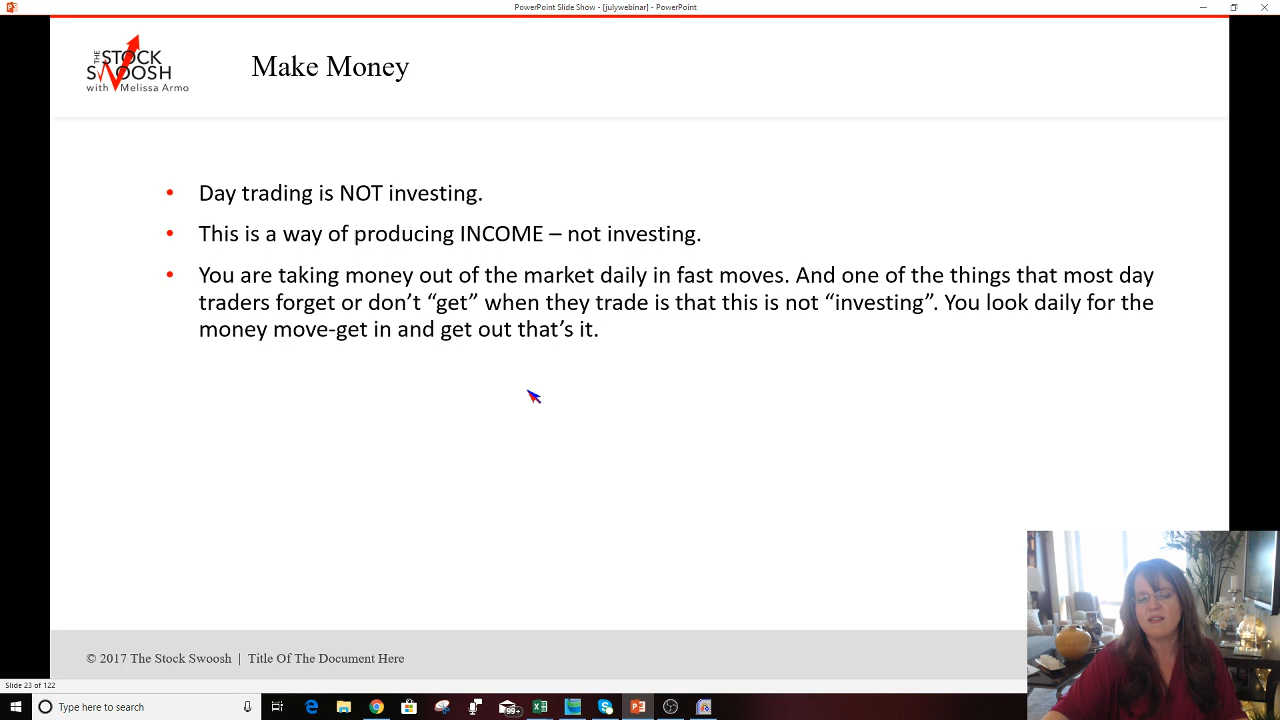 PowerPoint Slide Show - [julywebinar] - PowerPoint
THE
STOCK
SWOOSH
with Melissa Armo
Make Money
• Day trading is NOT investing.
• This is a way of producing INCOME – not investing.
• You are taking money out of the market daily in fast moves. And one of the things that most day
traders forget or don’t “get” when they trade is that this is not “investing”. You look daily for the
money move-get in and get out that’s it.
© 2017 The Stock Swoosh | Title Of The Document Here
Slide 23 of 122
Type here to search
99+